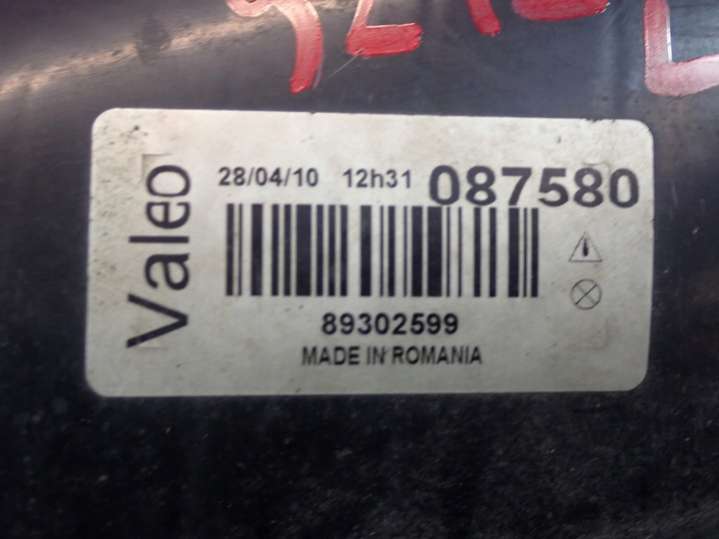 Valeo
28/04/10 12h31 087580
89302599
MADE IN ROMANIA